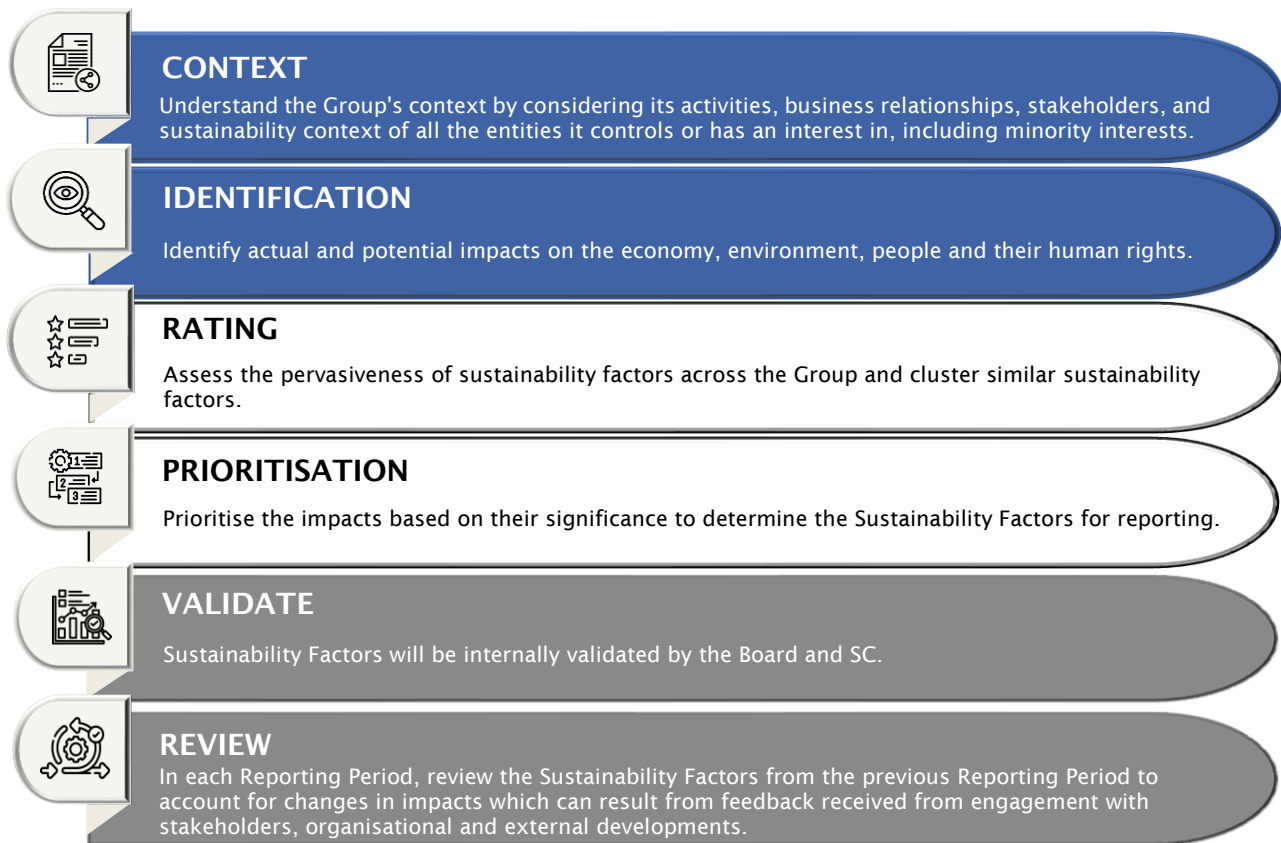 CONTEXT
Understand the Group's context by considering its activities, business relationships, stakeholders, and
sustainability context of all the entities it controls or has an interest in, including minority interests.
IDENTIFICATION
Identify actual and potential impacts on the economy, environment, people and their human rights.
RATING
Assess the pervasiveness of sustainability factors across the Group and cluster similar sustainability
factors.
PRIORITISATION
Prioritise the impacts based on their significance to determine the Sustainability Factors for reporting.
VALIDATE
Sustainability Factors will be internally validated by the Board and SC.
REVIEW
In each Reporting Period, review the Sustainability Factors from the previous Reporting Period to
account for changes in impacts which can result from feedback received from engagement with
stakeholders, organisational and external developments.